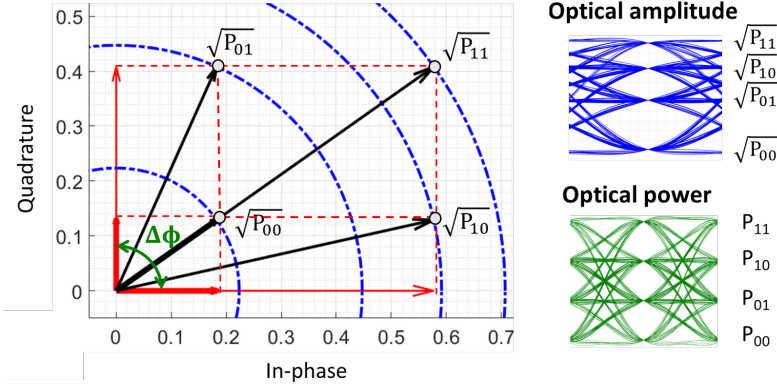 Optical amplitude
√P₀₁
√P₁₁
√P₁₁
0.5
√P₁₀
0.4
√P₀₁
0.3
Quadrature
√P₀₀
0.2
Optical power
√P₀₀
√P₁₀
P₁₁
Δϕ
0.1
P₁₀
0
P₀₁
P₀₀
0 0.1 0.2 0.3 0.4 0.5 0.6 0.7
In-phase